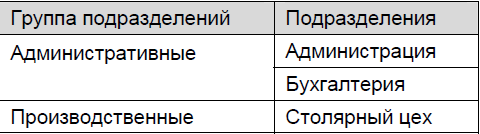 Группа подразделений Подразделения
Административные Администрация
Бухгалтерия
Производственные Столярный цех